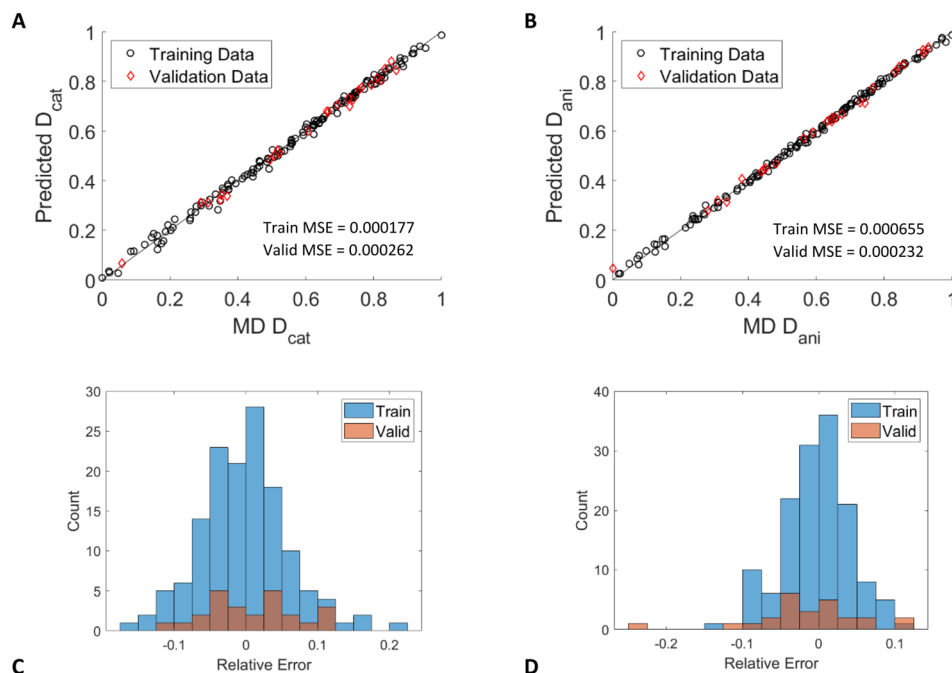 A
Training Data
Validation Data
Predicted D_cat
1
0.8
0.6
0.4
0.2
0
Train MSE = 0.000177
Valid MSE = 0.000262
0 0.2 0.4 0.6 0.8 1
MD D_cat
B
Training Data
Validation Data
Predicted D_ani
1
0.8
0.6
0.4
0.2
0
Train MSE = 0.000655
Valid MSE = 0.000232
0 0.2 0.4 0.6 0.8 1
MD D_ani
Train
Valid
Count
30
25
20
15
10
5
0
-0.1 0 0.1 0.2
Relative Error
C
Train
Valid
Count
40
30
20
10
0
-0.2 -0.1 0 0.1
Relative Error
D